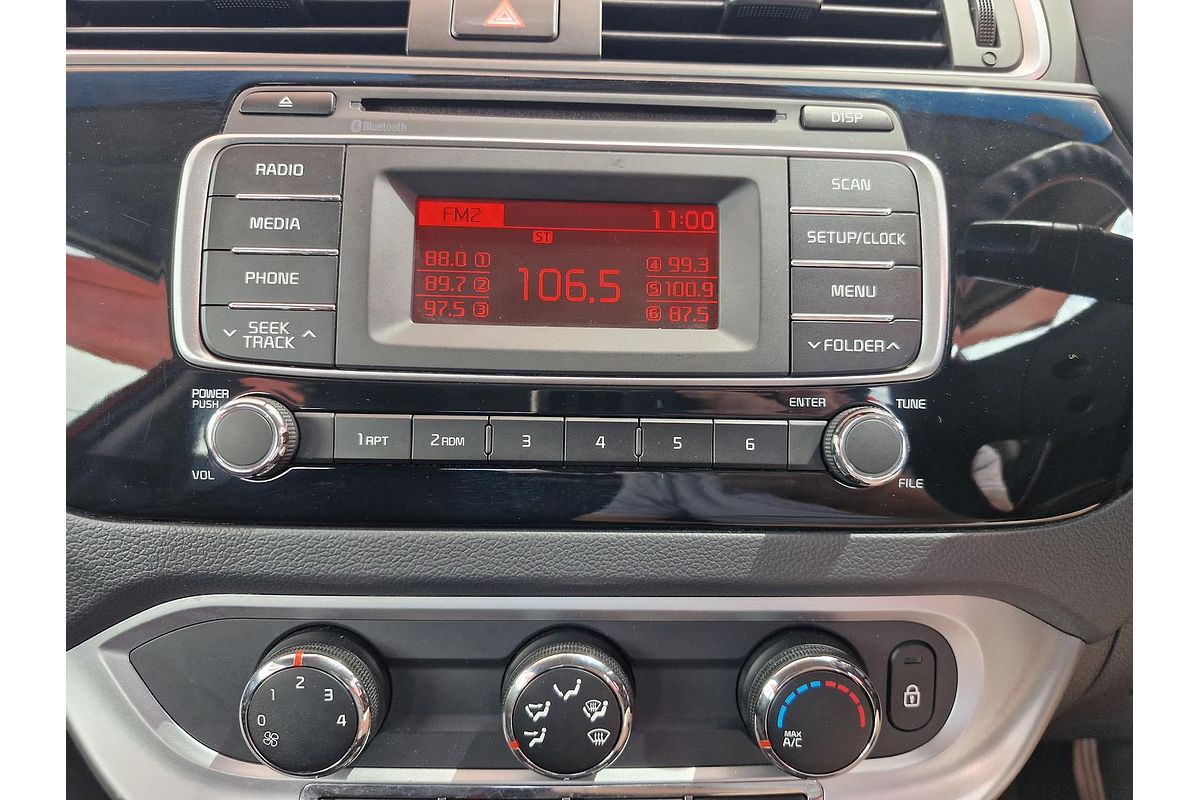 DISP
Bluetooth
RADIO
MEDIA
PHONE
SEEK
TRACK
FM2 11:00
ST
88.0 1
89.7 2
97.5 3
106.5
4 99.3
5 100.9
6 87.5
SCAN
SETUP/CLOCK
MENU
FOLDER
POWER
PUSH
VOL
1 RPT
2 RDM
3
4
5
6
ENTER
TUNE
FILE
0 1 2 3 4
MAX
A/C